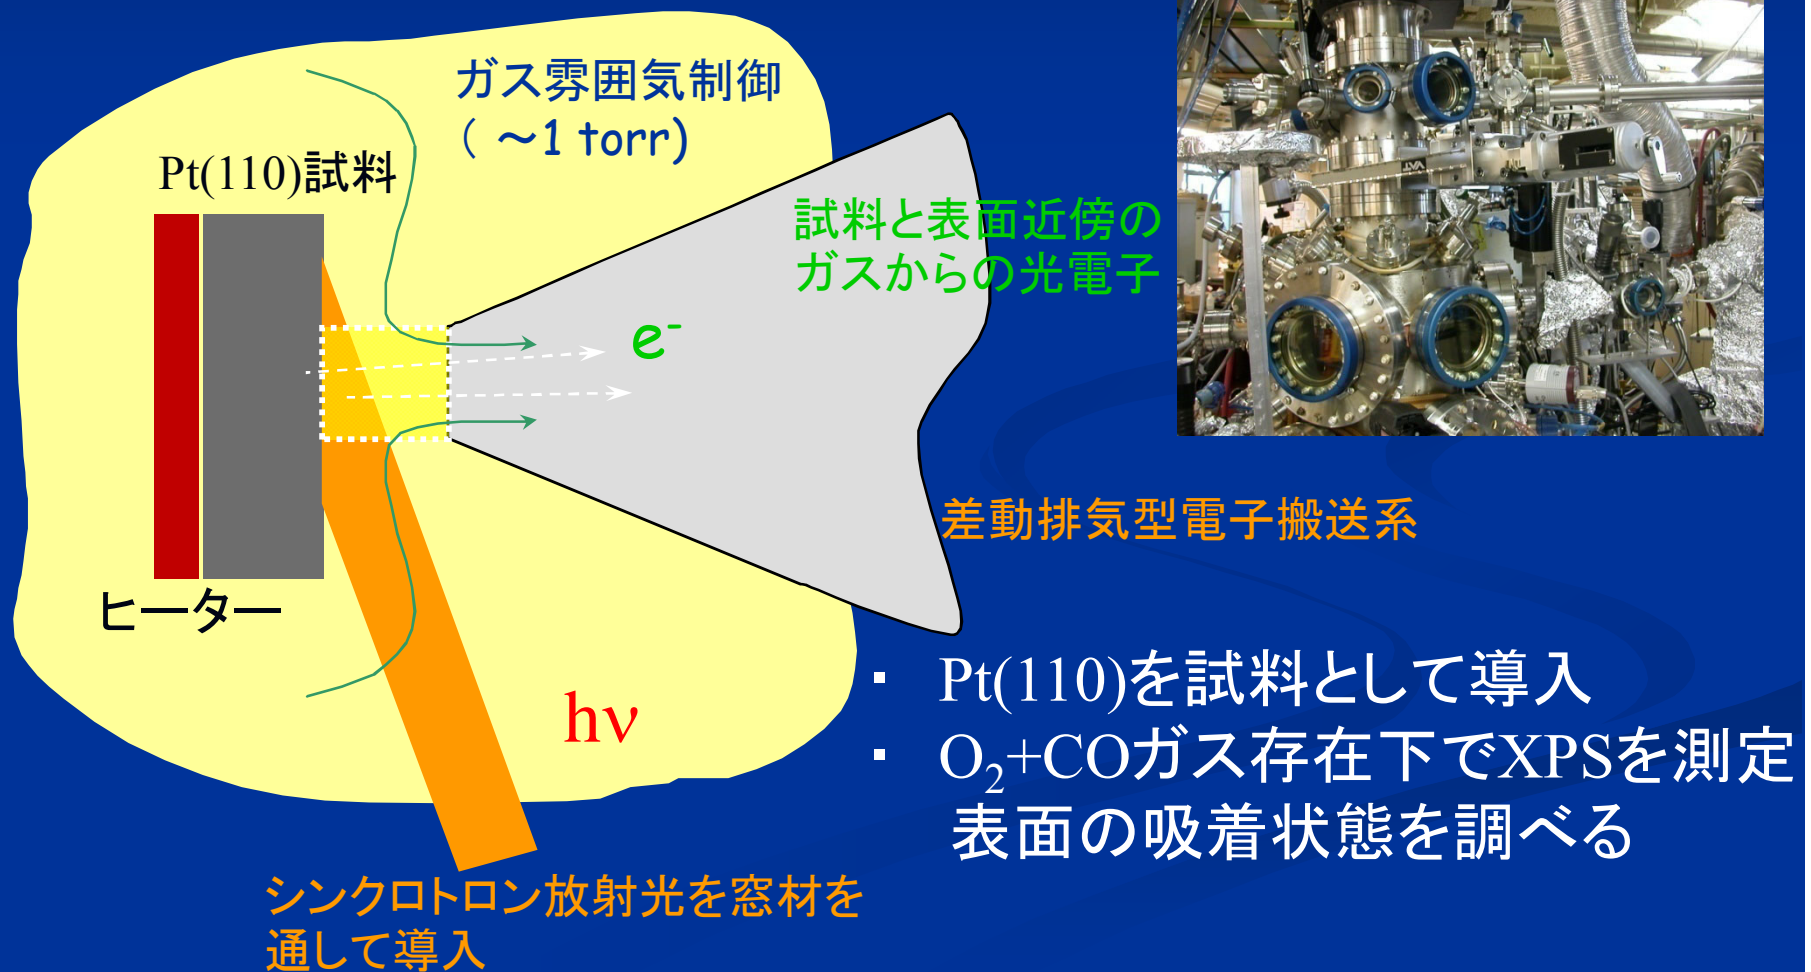 ガス雰囲気制御
( ～1 torr)
Pt(110)試料
試料と表面近傍の
ガスからの光電子
e⁻
VAT
差動排気型電子搬送系
ヒーター
hν
▪ Pt(110)を試料として導入
▪ O₂+COガス存在下でXPSを測定
表面の吸着状態を調べる
シンクロトロン放射光を窓材を
通して導入